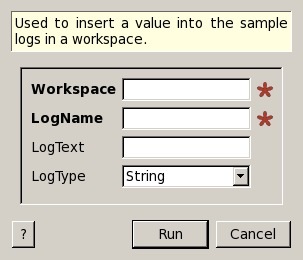 Used to insert a value into the sample
logs in a workspace.
Workspace *
LogName *
LogText
LogType String
? Run Cancel